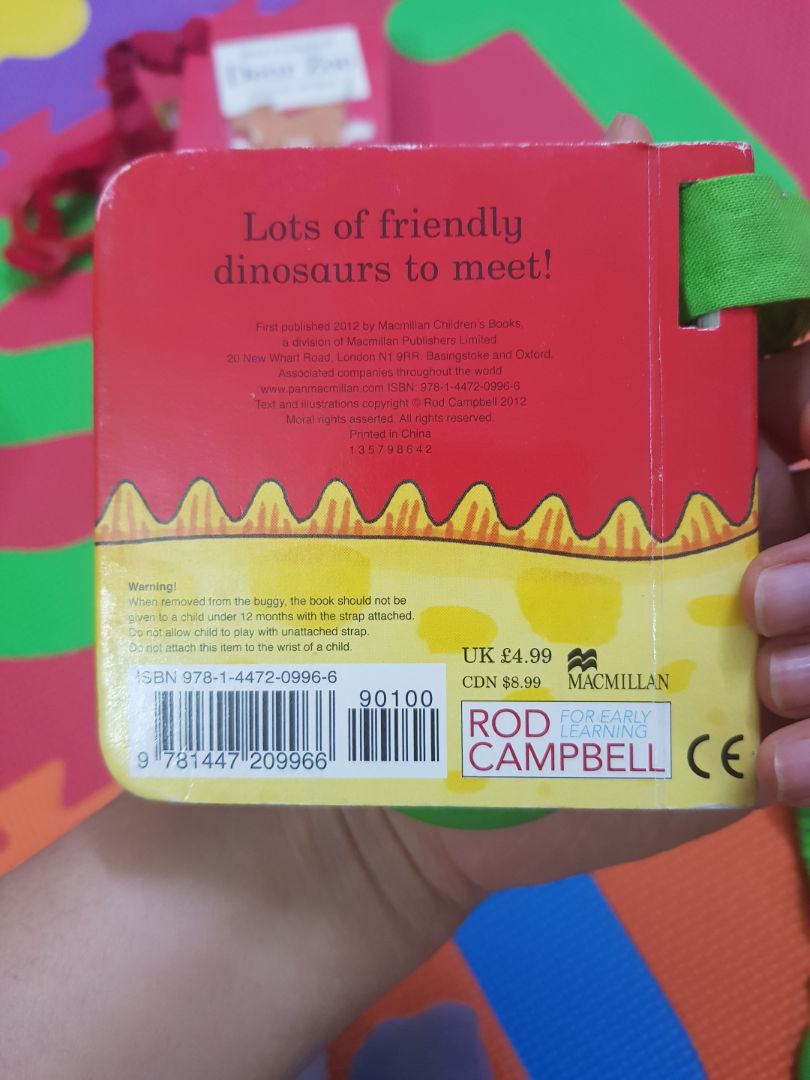 Dear Zoo
Lots of friendly
dinosaurs to meet!
First published 2012 by Macmillan Children's Books,
a division of Macmillan Publishers Limited
20 New Wharf Road, London N1 9RR. Basingstoke and Oxford.
Associated companies throughout the world
www.panmacmillan.com ISBN: 978-1-4472-0996-6
Text and illustrations copyright © Rod Campbell 2012
Moral rights asserted. All rights reserved.
Printed in China
1 3 5 7 9 8 6 4 2
Warning!
When removed from the buggy, the book should not be
given to a child under 12 months with the strap attached.
Do not allow child to play with unattached strap.
Do not attach this item to the wrist of a child.
ISBN 978-1-4472-0996-6
90100
9 781447 209966
UK £4.99
CDN $8.99
MACMILLAN
ROD FOR EARLY
LEARNING
CAMPBELL
CE